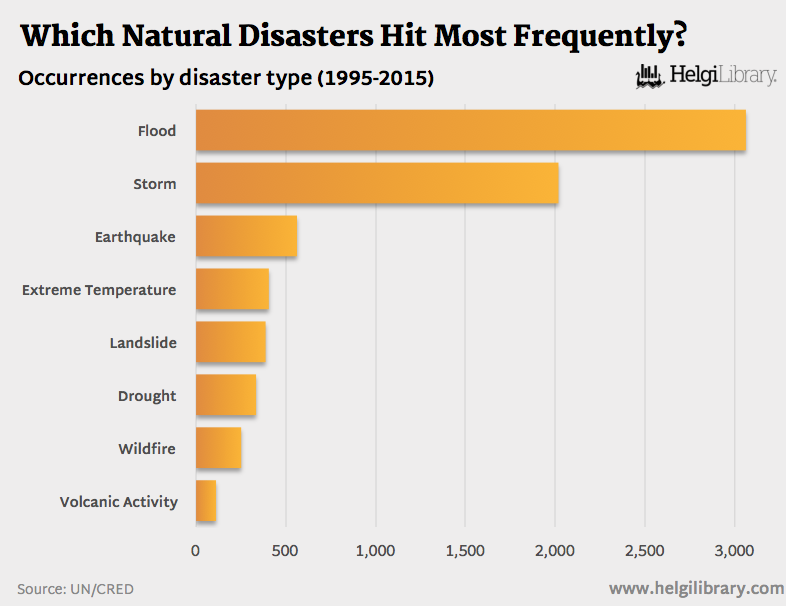 Which Natural Disasters Hit Most Frequently?
Occurrences by disaster type (1995-2015)
HelgiLibrary.
Flood
Storm
Earthquake
Extreme Temperature
Landslide
Drought
Wildfire
Volcanic Activity
0 500 1,000 1,500 2,000 2,500 3,000
Source: UN/CRED
www.helgilibrary.com